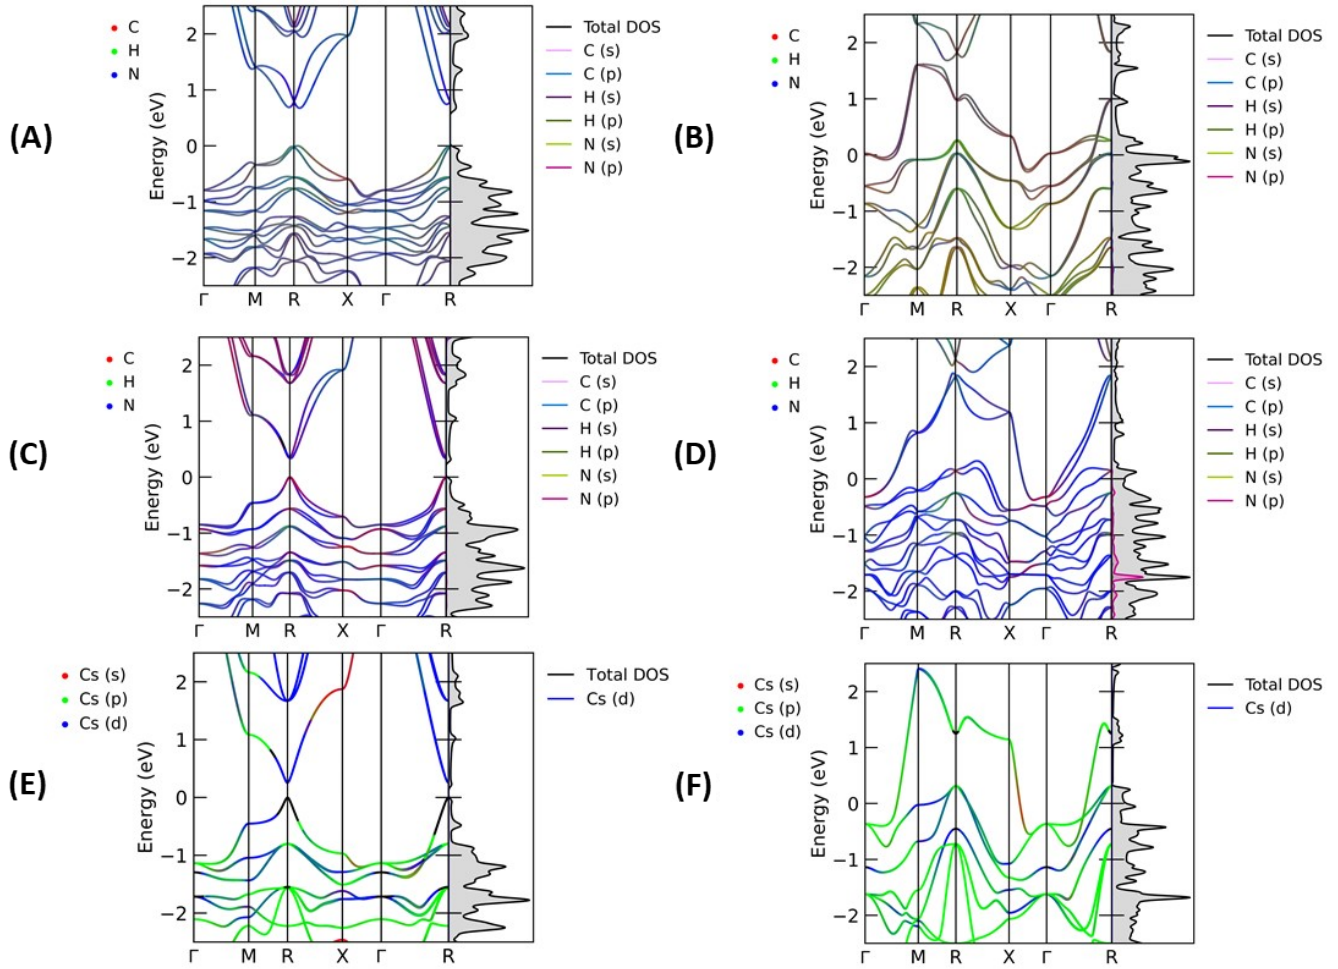 (A)
C
H
N
Energy (eV)
2
1
0
−1
−2
Γ M R X Γ R
Total DOS
C (s)
C (p)
H (s)
H (p)
N (s)
N (p)
(B)
C
H
N
Energy (eV)
2
1
0
−1
−2
Γ M R X Γ R
Total DOS
C (s)
C (p)
H (s)
H (p)
N (s)
N (p)
(C)
C
H
N
Energy (eV)
2
1
0
−1
−2
Γ M R X Γ R
Total DOS
C (s)
C (p)
H (s)
H (p)
N (s)
N (p)
(D)
C
H
N
Energy (eV)
2
1
0
−1
−2
Γ M R X Γ R
Total DOS
C (s)
C (p)
H (s)
H (p)
N (s)
N (p)
(E)
Cs (s)
Cs (p)
Cs (d)
Energy (eV)
2
1
0
−1
−2
Γ M R X Γ R
Total DOS
Cs (d)
(F)
Cs (s)
Cs (p)
Cs (d)
Energy (eV)
2
1
0
−1
−2
Γ M R X Γ R
Total DOS
Cs (d)